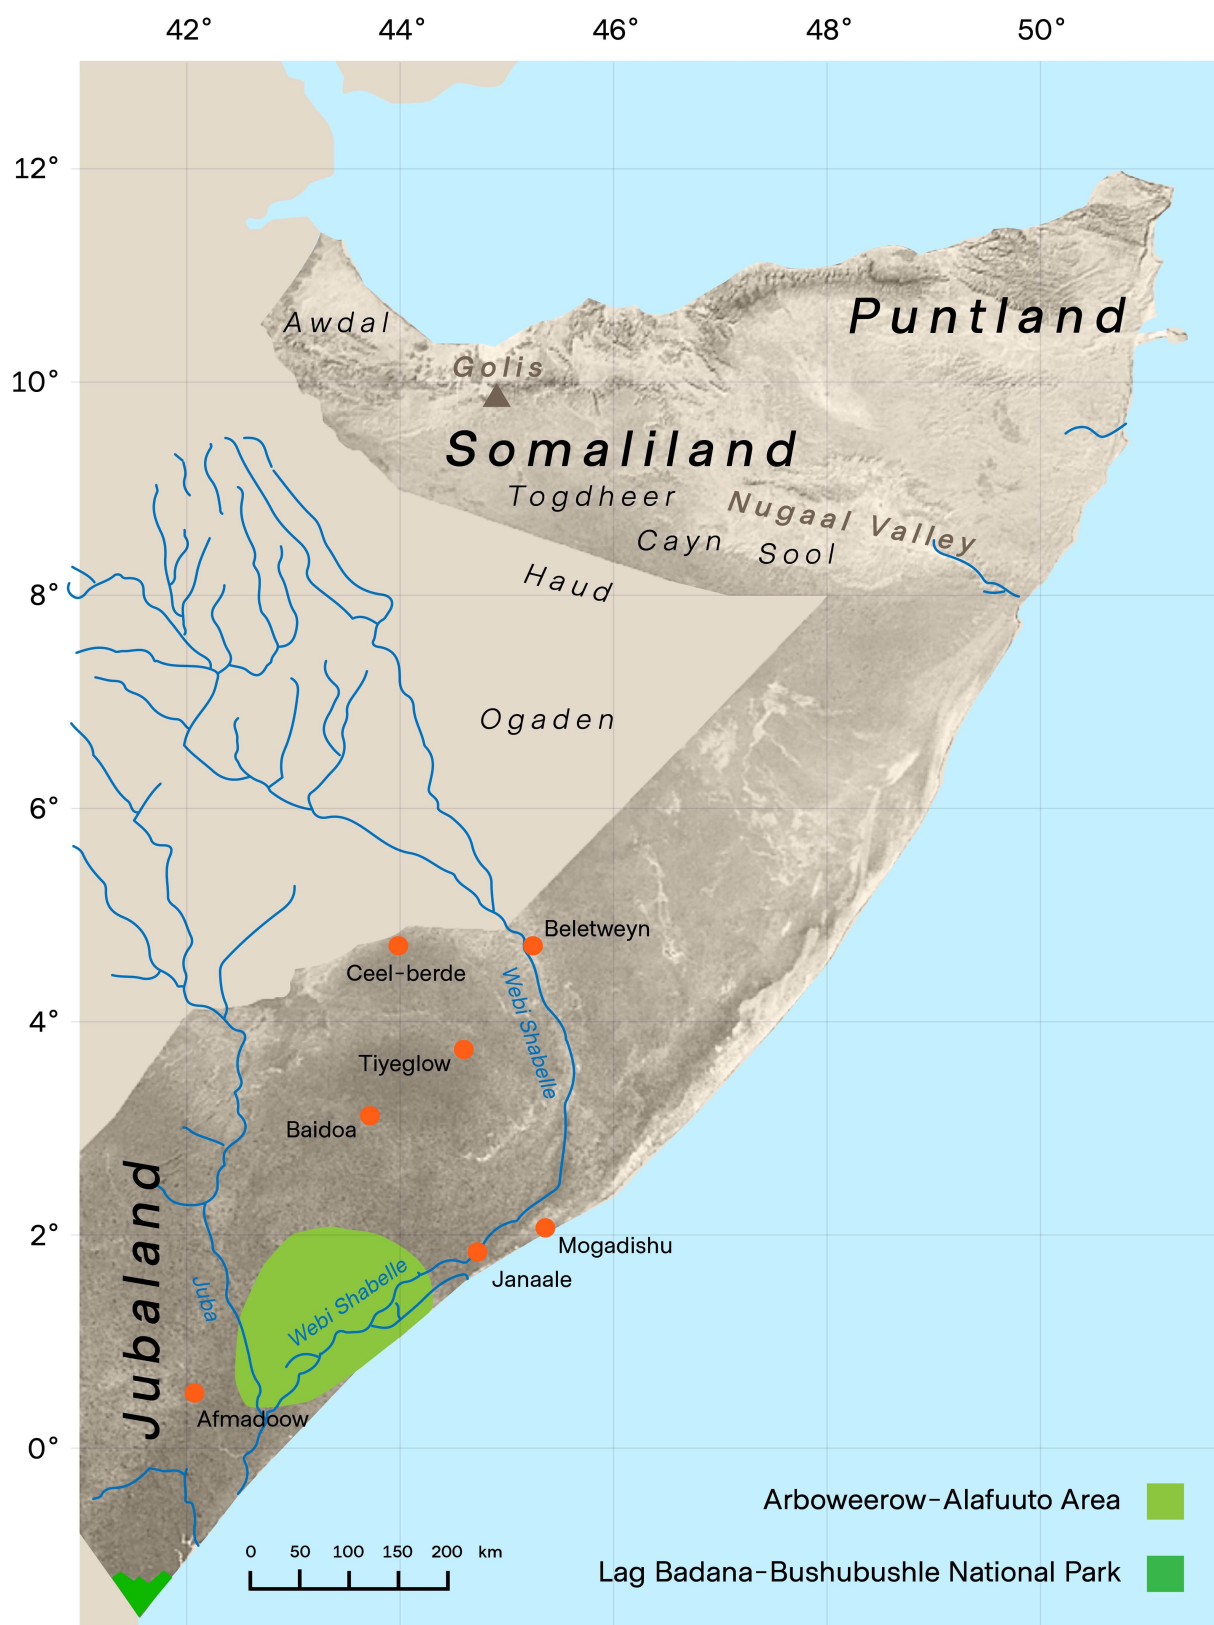 42° 44° 46° 48° 50°
12°
Puntland
Awdal
Golis
10°
Somaliland
Togdheer
Nugaal Valley
Cayn
Sool
Haud
8°
Ogaden
6°
Beletweyn
Ceel-berde
Webi Shabelle
4°
Tiyeglow
Baidoa
Jubaland
2°
Mogadishu
Janaale
Webi Shabelle
Juba
Afmadoow
0°
Arboweerow-Alafuuto Area
0 50 100 150 200 km
Lag Badana-Bushubushle National Park